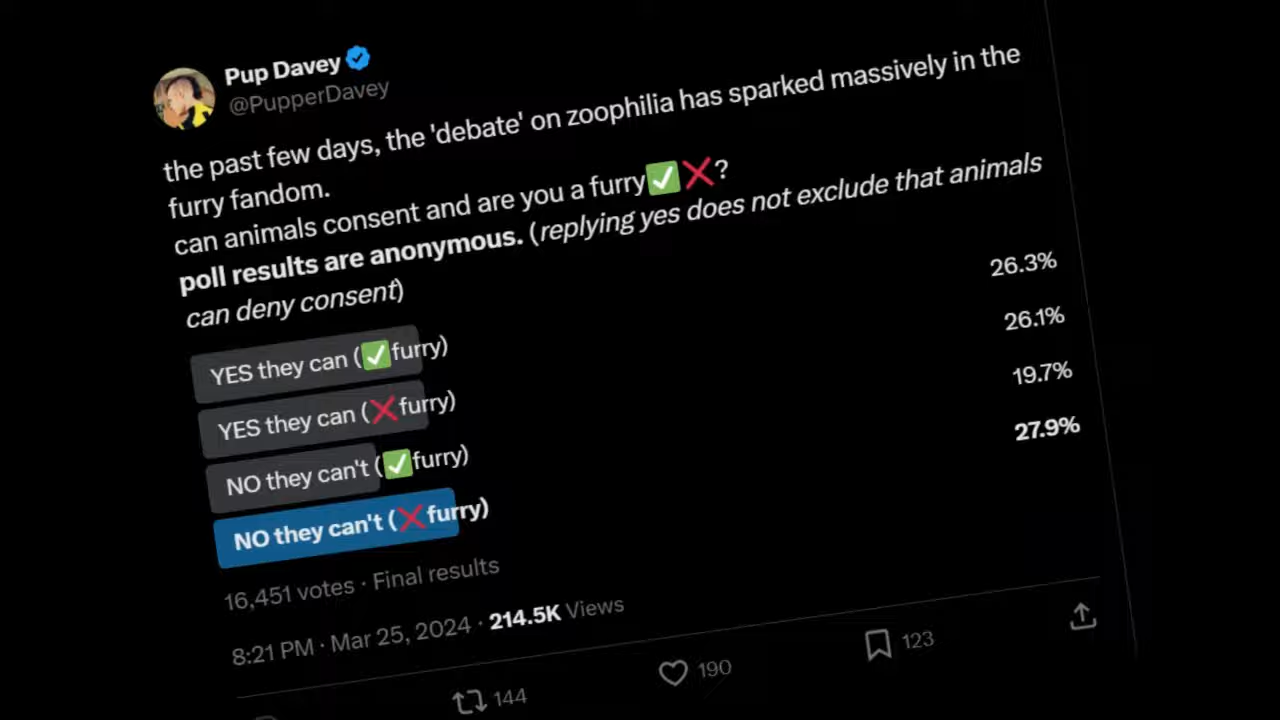 Pup Davey
@PupperDavey
the past few days, the 'debate' on zoophilia has sparked massively in the
furry fandom.
can animals consent and are you a furry✅❌?
poll results are anonymous. (replying yes does not exclude that animals
can deny consent)
YES they can (✅furry) 26.3%
YES they can (❌furry) 26.1%
NO they can't (✅furry) 19.7%
NO they can't (❌furry) 27.9%
16,451 votes · Final results
8:21 PM · Mar 25, 2024 · 214.5K Views
144 190 123